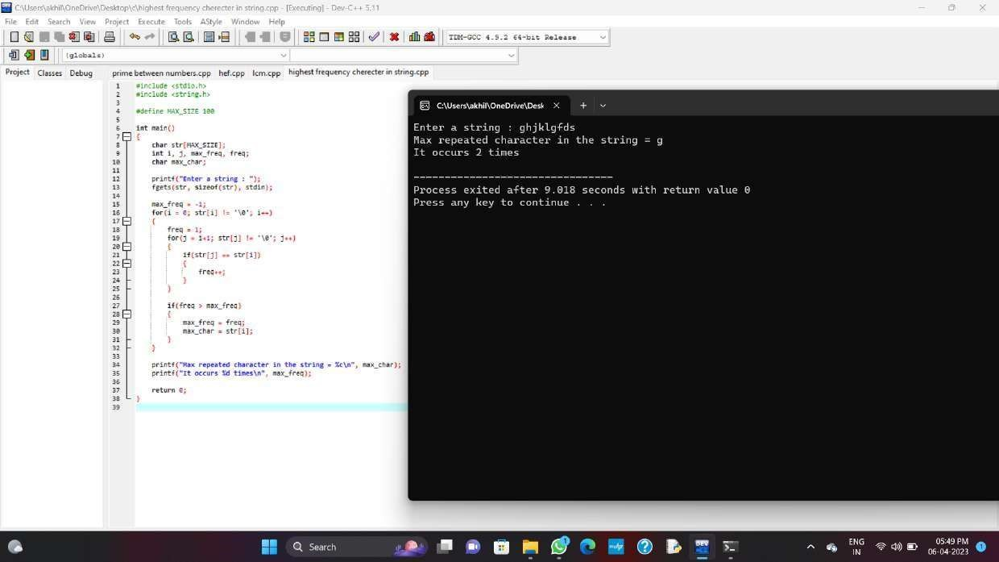 C:\Users\akhil\OneDrive\Desktop\c\highest frequency cherecter in string.cpp - [Executing] - Dev-C++ 5.11
File Edit Search View Project Execute Tools AStyle Window Help
TDM-GCC 4.9.2 64-bit Release
(globals)
Project Classes Debug
prime between numbers.cpp hef.cpp lcm.cpp highest frequency cherecter in string.cpp
1 #include <stdio.h>
2 #include <string.h>
3
4 #define MAX_SIZE 100
5
6 int main()
7 {
8 char str[MAX_SIZE];
9 int i, j, max_freq, freq;
10 char max_char;
11
12 printf("Enter a string : ");
13 fgets(str, sizeof(str), stdin);
14
15 max_freq = -1;
16 for(i = 0; str[i] != '\0'; i++)
17 {
18 freq = 1;
19 for(j = i+1; str[j] != '\0'; j++)
20 {
21 if(str[j] == str[i])
22 {
23 freq++;
24 }
25 }
26
27 if(freq > max_freq)
28 {
29 max_freq = freq;
30 max_char = str[i];
31 }
32 }
33
34 printf("Max repeated character in the string = %c\n", max_char);
35 printf("It occurs %d times\n", max_freq);
36
37 return 0;
38 }
39
C:\Users\akhil\OneDrive\Desk
Enter a string : ghjklgfds
Max repeated character in the string = g
It occurs 2 times
--------------------------------
Process exited after 9.018 seconds with return value 0
Press any key to continue . . .
Search
1
DEV
ENG
IN
05:49 PM
06-04-2023
1